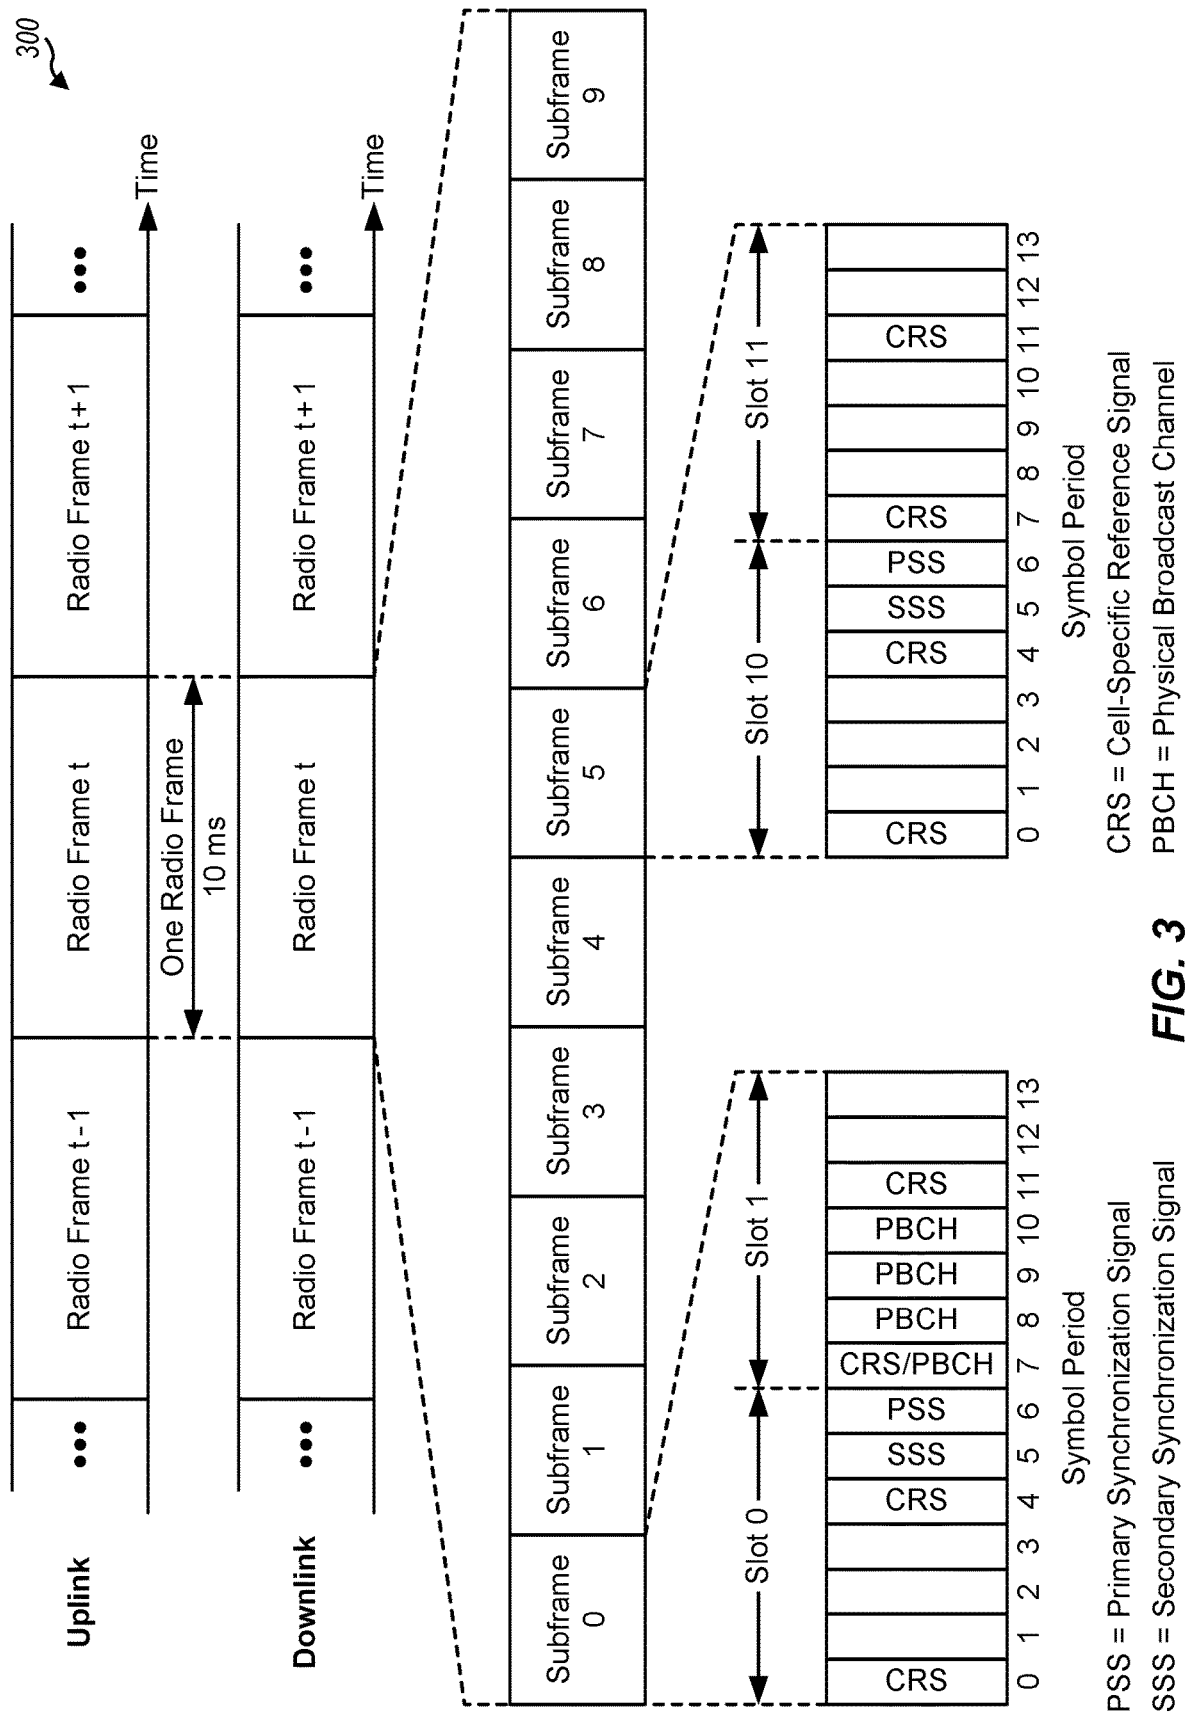 300
Uplink
••• Radio Frame t-1 Radio Frame t Radio Frame t+1 •••
Time
One Radio Frame
10 ms
Downlink
••• Radio Frame t-1 Radio Frame t Radio Frame t+1 •••
Time
Subframe 0
Subframe 1
Subframe 2
Subframe 3
Subframe 4
Subframe 5
Subframe 6
Subframe 7
Subframe 8
Subframe 9
Slot 0 Slot 1
CRS CRS SSS PSS CRS/PBCH PBCH PBCH PBCH CRS
0 1 2 3 4 5 6 7 8 9 10 11 12 13
Symbol Period
Slot 10 Slot 11
CRS CRS SSS PSS CRS CRS
0 1 2 3 4 5 6 7 8 9 10 11 12 13
Symbol Period
PSS = Primary Synchronization Signal
SSS = Secondary Synchronization Signal
CRS = Cell-Specific Reference Signal
PBCH = Physical Broadcast Channel
FIG. 3